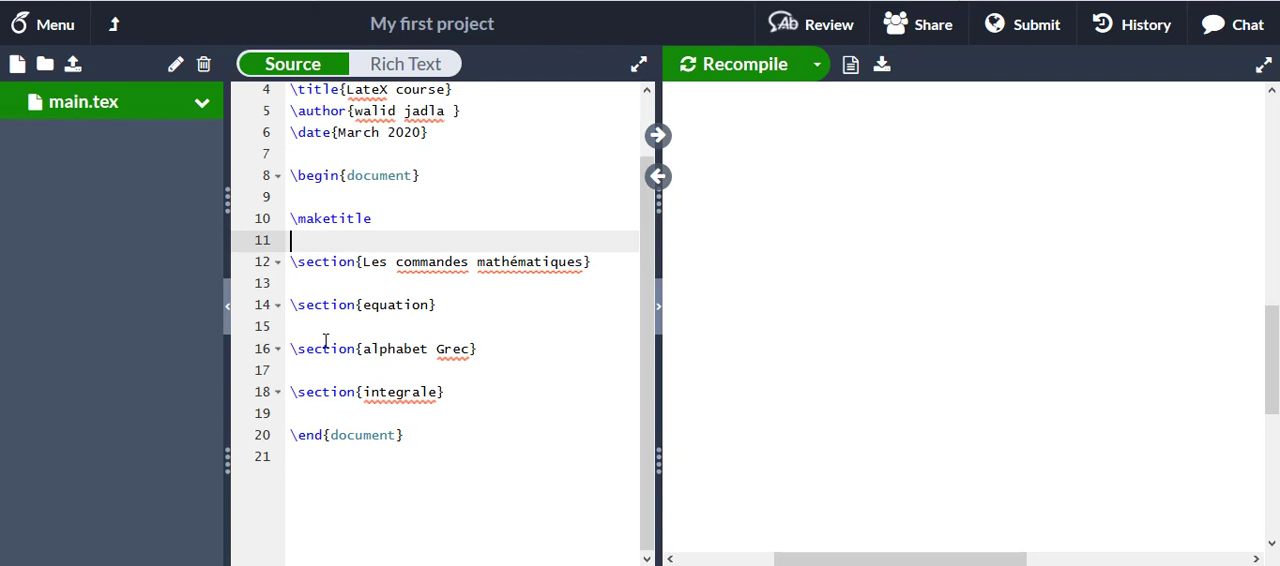 Menu My first project Review Share Submit History Chat
Source Rich Text Recompile
main.tex
4 \title{LateX course}
5 \author{walid jadla }
6 \date{March 2020}
7
8 \begin{document}
9
10 \maketitle
11
12 \section{Les commandes mathématiques}
13
14 \section{equation}
15
16 \section{alphabet Grec}
17
18 \section{integrale}
19
20 \end{document}
21